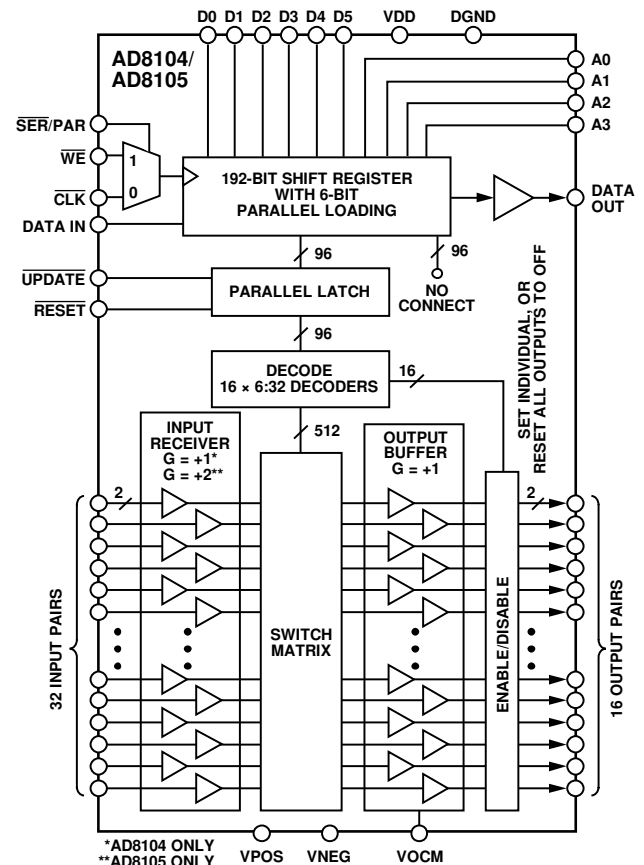 D0 D1 D2 D3 D4 D5 VDD DGND
AD8104/
AD8105
A0
A1
A2
A3
SER/PAR
WE
1
CLK
0
DATA IN
192-BIT SHIFT REGISTER
WITH 6-BIT
PARALLEL LOADING
DATA
OUT
96
96
NO
CONNECT
UPDATE
RESET
PARALLEL LATCH
96
DECODE
16 × 6:32 DECODERS
16
SET INDIVIDUAL, OR
RESET ALL OUTPUTS TO OFF
512
INPUT
RECEIVER
G = +1*
G = +2**
OUTPUT
BUFFER
G = +1
2
2
32 INPUT PAIRS
SWITCH
MATRIX
ENABLE/DISABLE
16 OUTPUT PAIRS
*AD8104 ONLY
**AD8105 ONLY
VPOS VNEG VOCM